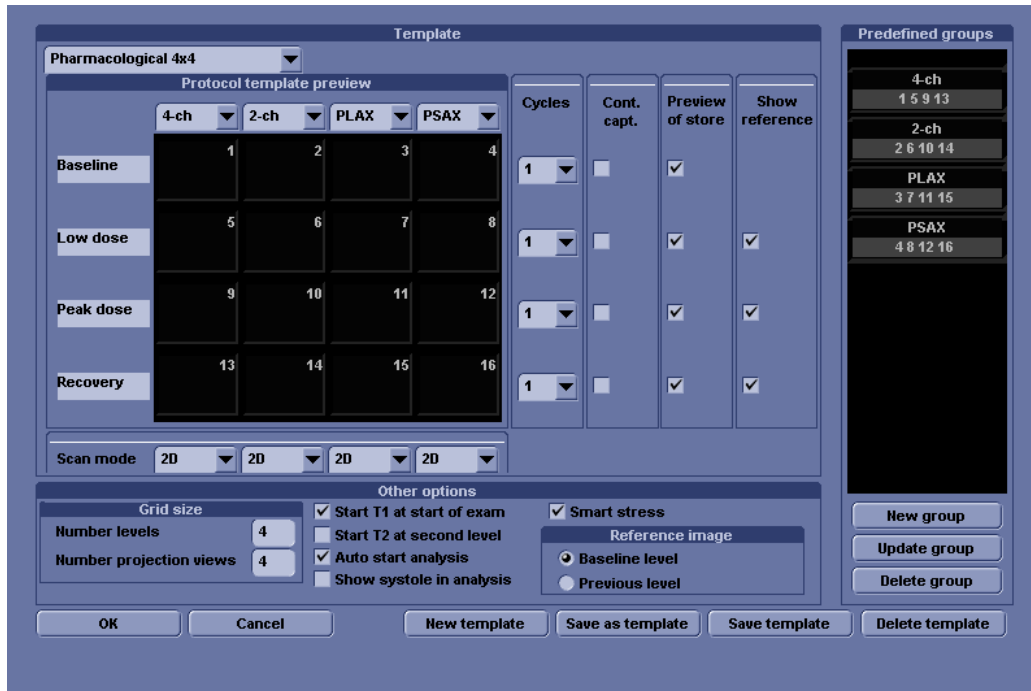 Template
Predefined groups
Pharmacological 4x4
Protocol template preview
4-ch 2-ch PLAX PSAX
Cycles Cont. capt. Preview of store Show reference
Baseline 1 2 3 4 1
Low dose 5 6 7 8 1
Peak dose 9 10 11 12 1
Recovery 13 14 15 16 1
Scan mode 2D 2D 2D 2D
4-ch
1 5 9 13
2-ch
2 6 10 14
PLAX
3 7 11 15
PSAX
4 8 12 16
Other options
Grid size
Number levels 4
Number projection views 4
Start T1 at start of exam
Start T2 at second level
Auto start analysis
Show systole in analysis
Smart stress
Reference image
Baseline level
Previous level
New group
Update group
Delete group
OK Cancel New template Save as template Save template Delete template